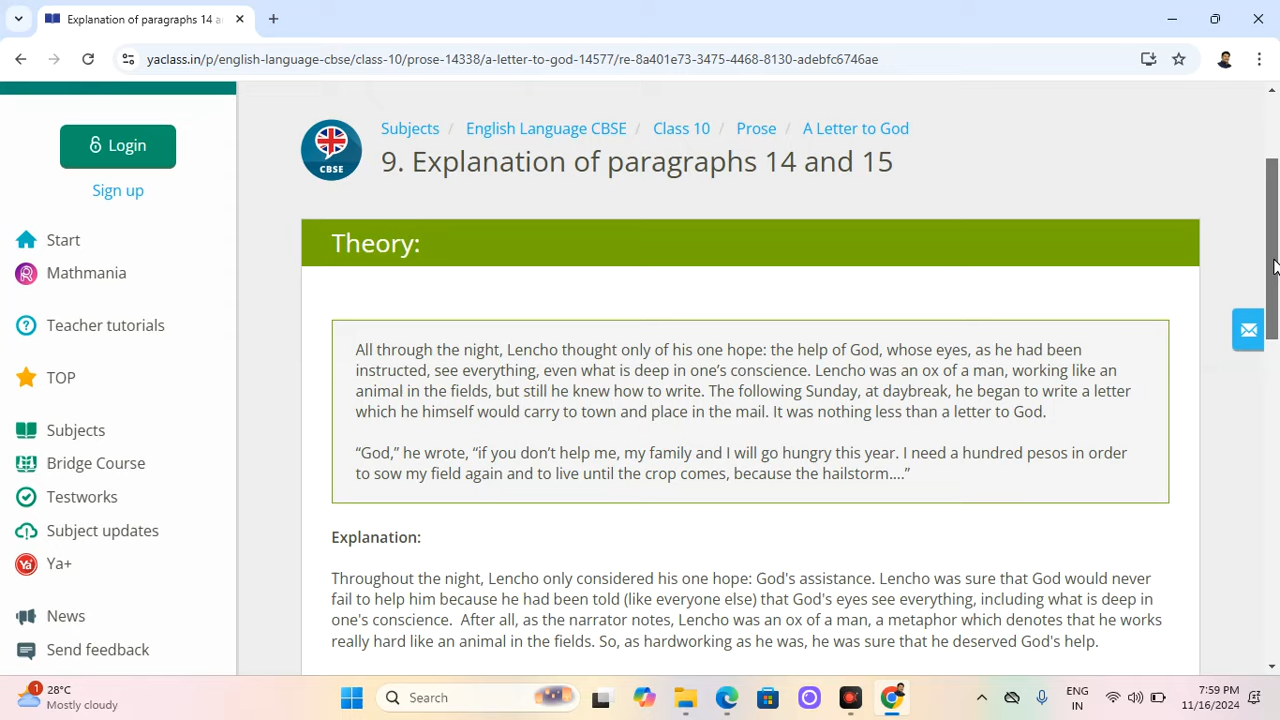 Explanation of paragraphs 14 a
yaclass.in/p/english-language-cbse/class-10/prose-14338/a-letter-to-god-14577/re-8a401e73-3475-4468-8130-adebfc6746ae
Login
Sign up
Start
Mathmania
Teacher tutorials
TOP
Subjects
Bridge Course
Testworks
Subject updates
Ya+
News
Send feedback
CBSE
Subjects / English Language CBSE / Class 10 / Prose / A Letter to God
9. Explanation of paragraphs 14 and 15
Theory:
All through the night, Lencho thought only of his one hope: the help of God, whose eyes, as he had been
instructed, see everything, even what is deep in one’s conscience. Lencho was an ox of a man, working like an
animal in the fields, but still he knew how to write. The following Sunday, at daybreak, he began to write a letter
which he himself would carry to town and place in the mail. It was nothing less than a letter to God.
“God,” he wrote, “if you don’t help me, my family and I will go hungry this year. I need a hundred pesos in order
to sow my field again and to live until the crop comes, because the hailstorm....”
Explanation:
Throughout the night, Lencho only considered his one hope: God's assistance. Lencho was sure that God would never
fail to help him because he had been told (like everyone else) that God's eyes see everything, including what is deep in
one's conscience. After all, as the narrator notes, Lencho was an ox of a man, a metaphor which denotes that he works
really hard like an animal in the fields. So, as hardworking as he was, he was sure that he deserved God's help.
1
28°C
Mostly cloudy
Search
ENG
IN
7:59 PM
11/16/2024